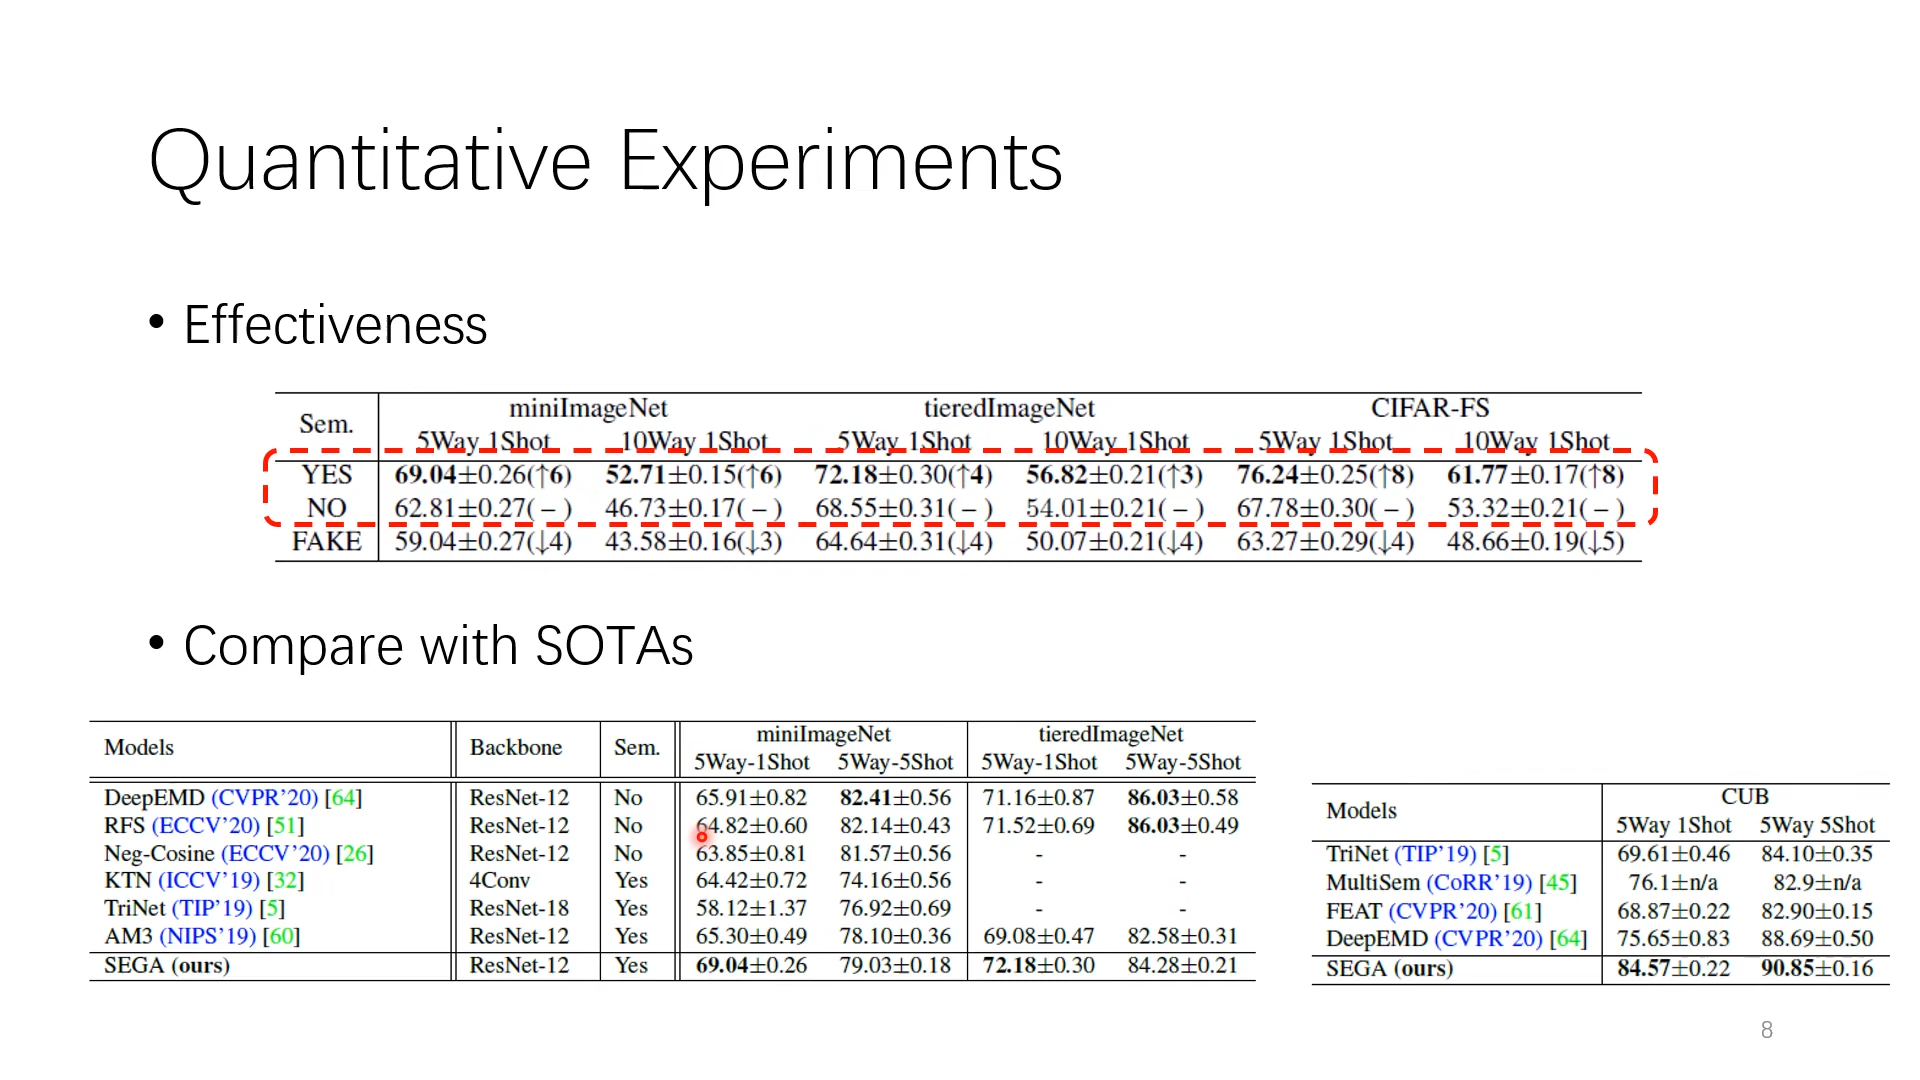 Quantitative Experiments
• Effectiveness
Sem. miniImageNet tieredImageNet CIFAR-FS
5Way 1Shot 10Way 1Shot 5Way 1Shot 10Way 1Shot 5Way 1Shot 10Way 1Shot
YES 69.04±0.26(↑6) 52.71±0.15(↑6) 72.18±0.30(↑4) 56.82±0.21(↑3) 76.24±0.25(↑8) 61.77±0.17(↑8)
NO 62.81±0.27( – ) 46.73±0.17( – ) 68.55±0.31( – ) 54.01±0.21( – ) 67.78±0.30( – ) 53.32±0.21( – )
FAKE 59.04±0.27(↓4) 43.58±0.16(↓3) 64.64±0.31(↓4) 50.07±0.21(↓4) 63.27±0.29(↓4) 48.66±0.19(↓5)
• Compare with SOTAs
Models Backbone Sem. miniImageNet tieredImageNet
5Way-1Shot 5Way-5Shot 5Way-1Shot 5Way-5Shot
DeepEMD (CVPR’20) [64] ResNet-12 No 65.91±0.82 82.41±0.56 71.16±0.87 86.03±0.58
RFS (ECCV’20) [51] ResNet-12 No 64.82±0.60 82.14±0.43 71.52±0.69 86.03±0.49
Neg-Cosine (ECCV’20) [26] ResNet-12 No 63.85±0.81 81.57±0.56 - -
KTN (ICCV’19) [32] 4Conv Yes 64.42±0.72 74.16±0.56 - -
TriNet (TIP’19) [5] ResNet-18 Yes 58.12±1.37 76.92±0.69 - -
AM3 (NIPS’19) [60] ResNet-12 Yes 65.30±0.49 78.10±0.36 69.08±0.47 82.58±0.31
SEGA (ours) ResNet-12 Yes 69.04±0.26 79.03±0.18 72.18±0.30 84.28±0.21
Models CUB
5Way 1Shot 5Way 5Shot
TriNet (TIP’19) [5] 69.61±0.46 84.10±0.35
MultiSem (CoRR’19) [45] 76.1±n/a 82.9±n/a
FEAT (CVPR’20) [61] 68.87±0.22 82.90±0.15
DeepEMD (CVPR’20) [64] 75.65±0.83 88.69±0.50
SEGA (ours) 84.57±0.22 90.85±0.16
8